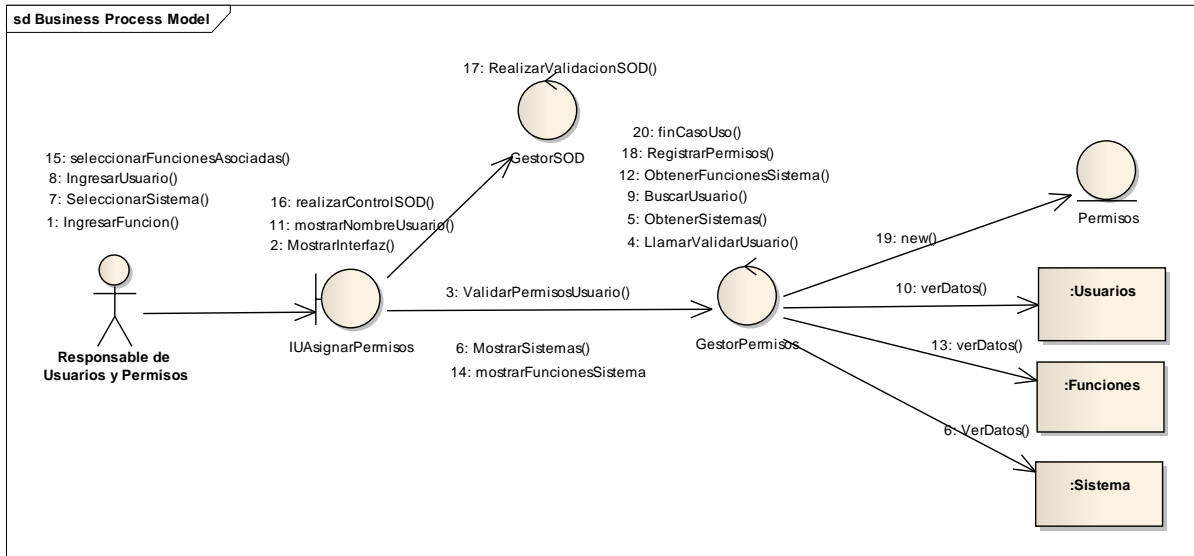 sd Business Process Model
17: RealizarValidacionSOD()
GestorSOD
15: seleccionarFuncionesAsociadas()
8: IngresarUsuario()
7: SeleccionarSistema()
1: IngresarFuncion()
16: realizarControlSOD()
11: mostrarNombreUsuario()
2: MostrarInterfaz()
20: finCasoUso()
18: RegistrarPermisos()
12: ObtenerFuncionesSistema()
9: BuscarUsuario()
5: ObtenerSistemas()
4: LlamarValidarUsuario()
Permisos
19: new()
3: ValidarPermisosUsuario()
10: verDatos()
:Usuarios
Responsable de
Usuarios y Permisos
IUAsignarPermisos
6: MostrarSistemas()
14: mostrarFuncionesSistema
GestorPermisos
13: verDatos()
:Funciones
6: VerDatos()
:Sistema